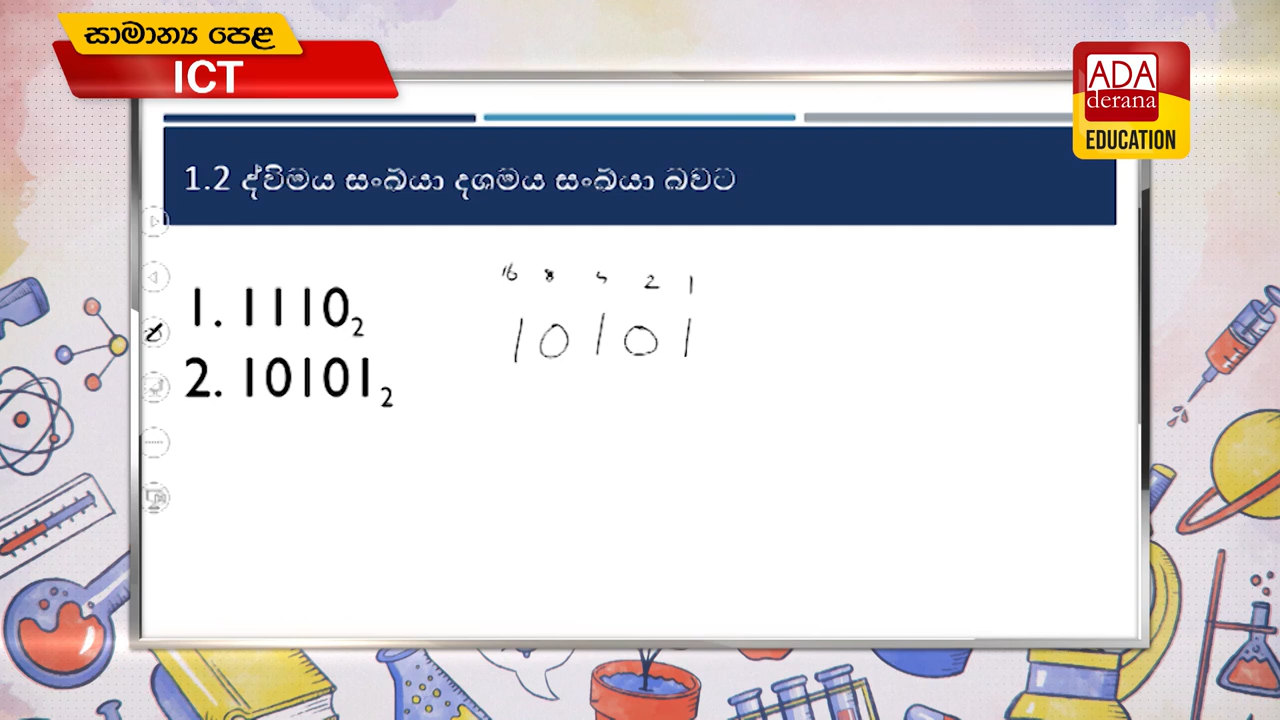 සාමාන්‍ය පෙළ
ICT
ADA
derana
EDUCATION
1.2 ද්විමය සංඛ්‍යා දශමය සංඛ්‍යා බවට
16 8 4 2 1
1. 1110₂
10101
2. 10101₂